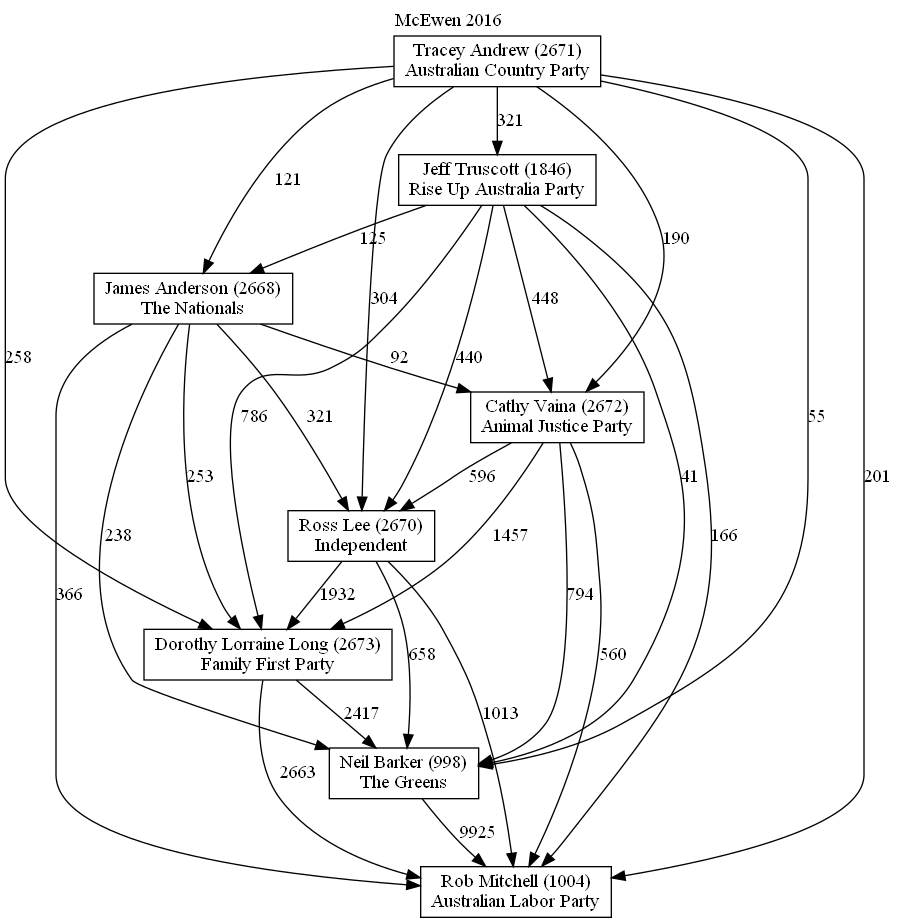 McEwen 2016
Tracey Andrew (2671)
Australian Country Party
321
Jeff Truscott (1846)
Rise Up Australia Party
121
125
190
James Anderson (2668)
The Nationals
304
448
258
786
92
440
Cathy Vaina (2672)
Animal Justice Party
321
55
253
596
41
201
Ross Lee (2670)
Independent
238
1457
166
366
1932
794
Dorothy Lorraine Long (2673)
Family First Party
658
560
2417
1013
2663
Neil Barker (998)
The Greens
9925
Rob Mitchell (1004)
Australian Labor Party